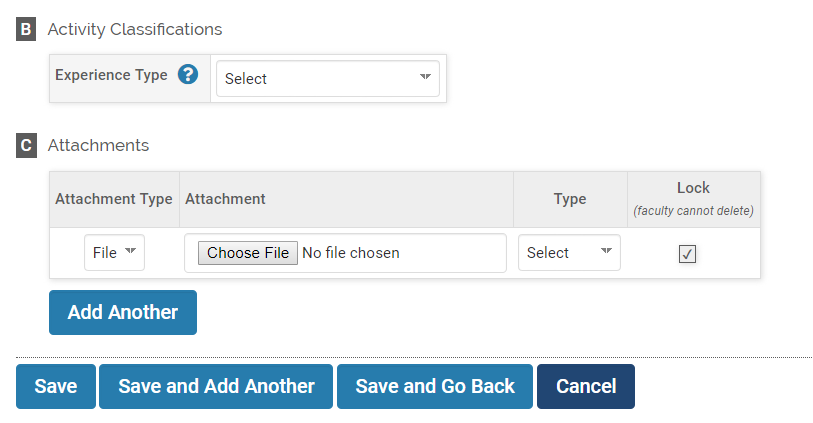 B Activity Classifications
Experience Type ? Select
C Attachments
Attachment Type Attachment Type Lock
(faculty cannot delete)
File Choose File No file chosen Select
Add Another
Save Save and Add Another Save and Go Back Cancel